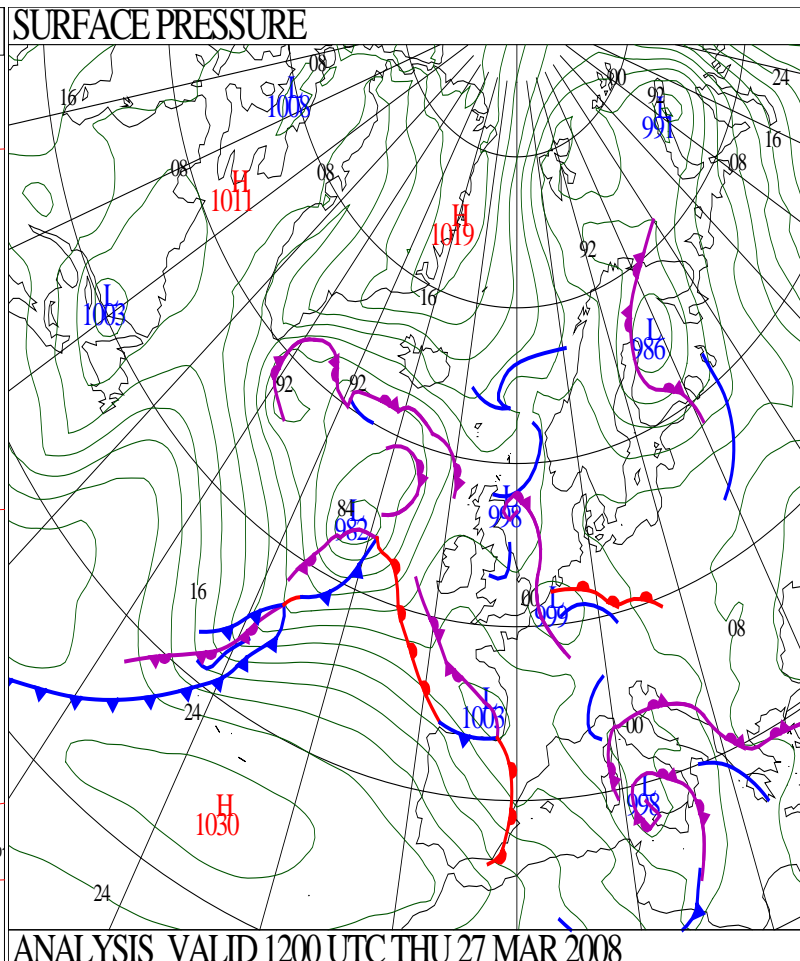 SURFACE PRESSURE
08
00
24
16
L
1008
92
L
991
16
08
08
08
H
1011
H
1019
92
L
1003
16
L
986
92
92
84
L
982
L
998
16
00
L
999
08
24
L
1003
00
H
1030
L
998
24
ANALYSIS VALID 1200 UTC THU 27 MAR 2008